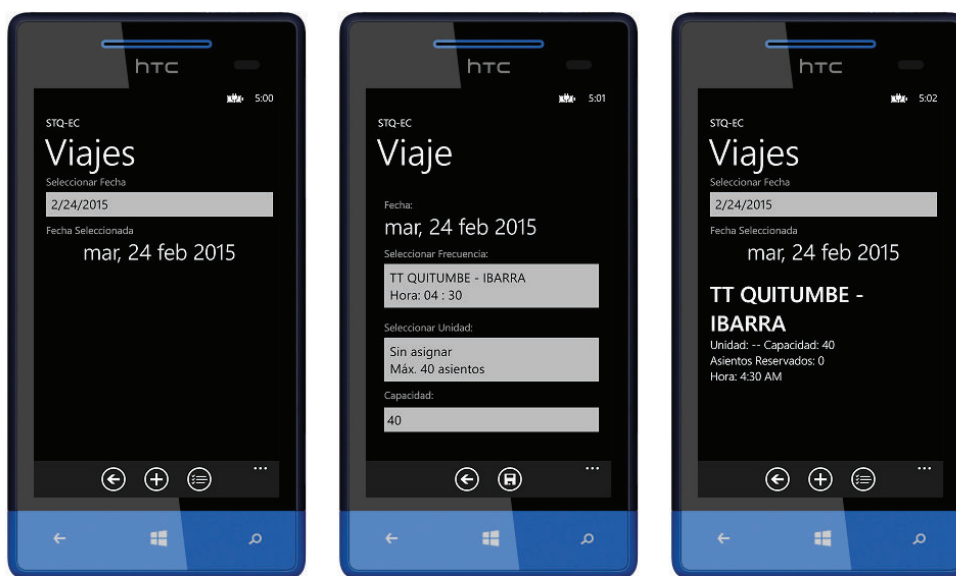 hTC
5:00
STQ-EC
Viajes
Seleccionar Fecha
2/24/2015
Fecha Seleccionada
mar, 24 feb 2015
hTC
5:01
STQ-EC
Viaje
Fecha:
mar, 24 feb 2015
Seleccionar Frecuencia:
TT QUITUMBE - IBARRA
Hora: 04 : 30
Seleccionar Unidad:
Sin asignar
Máx. 40 asientos
Capacidad:
40
hTC
5:02
STQ-EC
Viajes
Seleccionar Fecha
2/24/2015
Fecha Seleccionada
mar, 24 feb 2015
TT QUITUMBE -
IBARRA
Unidad: -- Capacidad: 40
Asientos Reservados: 0
Hora: 4:30 AM